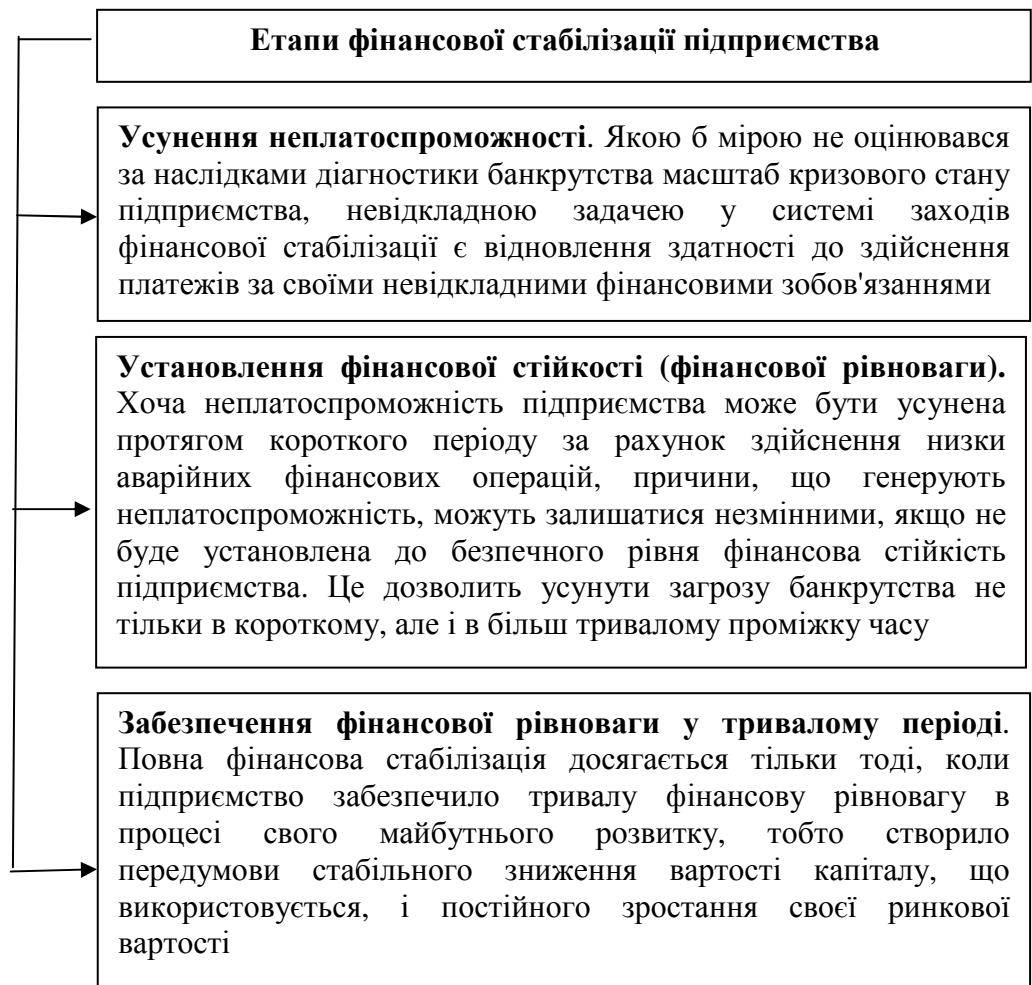 Етапи фінансової стабілізації підприємства
Усунення неплатоспроможності. Якою б мірою не оцінювався
за наслідками діагностики банкрутства масштаб кризового стану
підприємства, невідкладною задачею у системі заходів
фінансової стабілізації є відновлення здатності до здійснення
платежів за своїми невідкладними фінансовими зобов'язаннями
Установлення фінансової стійкості (фінансової рівноваги).
Хоча неплатоспроможність підприємства може бути усунена
протягом короткого періоду за рахунок здійснення низки
аварійних фінансових операцій, причини, що генерують
неплатоспроможність, можуть залишатися незмінними, якщо не
буде установлена до безпечного рівня фінансова стійкість
підприємства. Це дозволить усунути загрозу банкрутства не
тільки в короткому, але і в більш тривалому проміжку часу
Забезпечення фінансової рівноваги у тривалому періоді.
Повна фінансова стабілізація досягається тільки тоді, коли
підприємство забезпечило тривалу фінансову рівновагу в
процесі свого майбутнього розвитку, тобто створило
передумови стабільного зниження вартості капіталу, що
використовується, і постійного зростання своєї ринкової
вартості